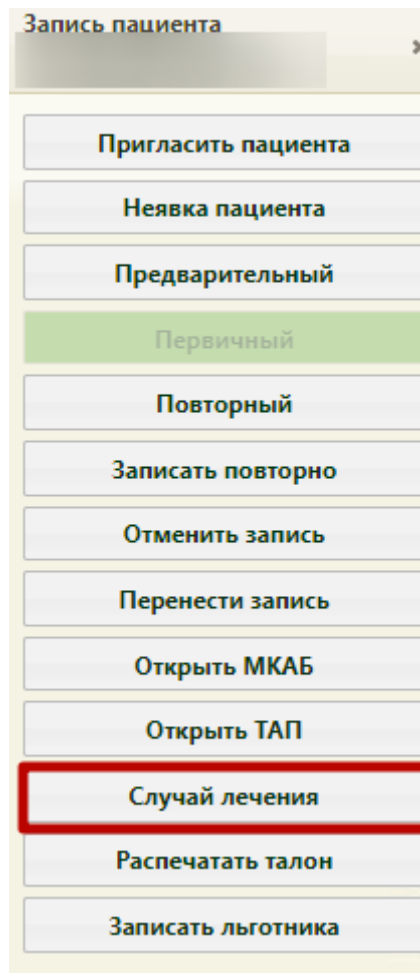 Запись пациента
Пригласить пациента
Неявка пациента
Предварительный
Первичный
Повторный
Записать повторно
Отменить запись
Перенести запись
Открыть МКАБ
Открыть ТАП
Случай лечения
Распечатать талон
Записать льготника